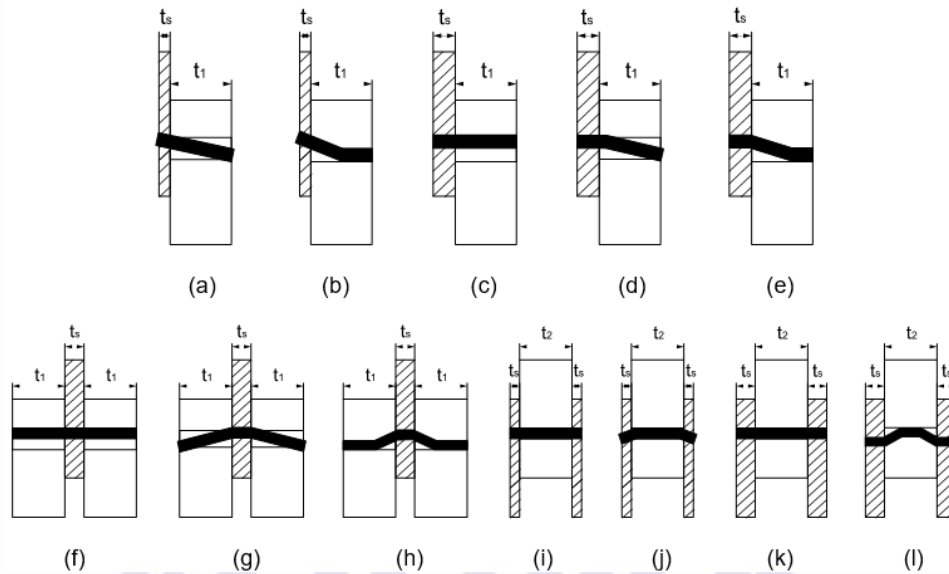 ts ts ts ts ts
t1 t1 t1 t1 t1
(a) (b) (c) (d) (e)
ts ts ts t2 t2 t2 t2
t1 t1 t1 t1 t1 t1 ts ts ts ts ts ts ts ts
(f) (g) (h) (i) (j) (k) (l)